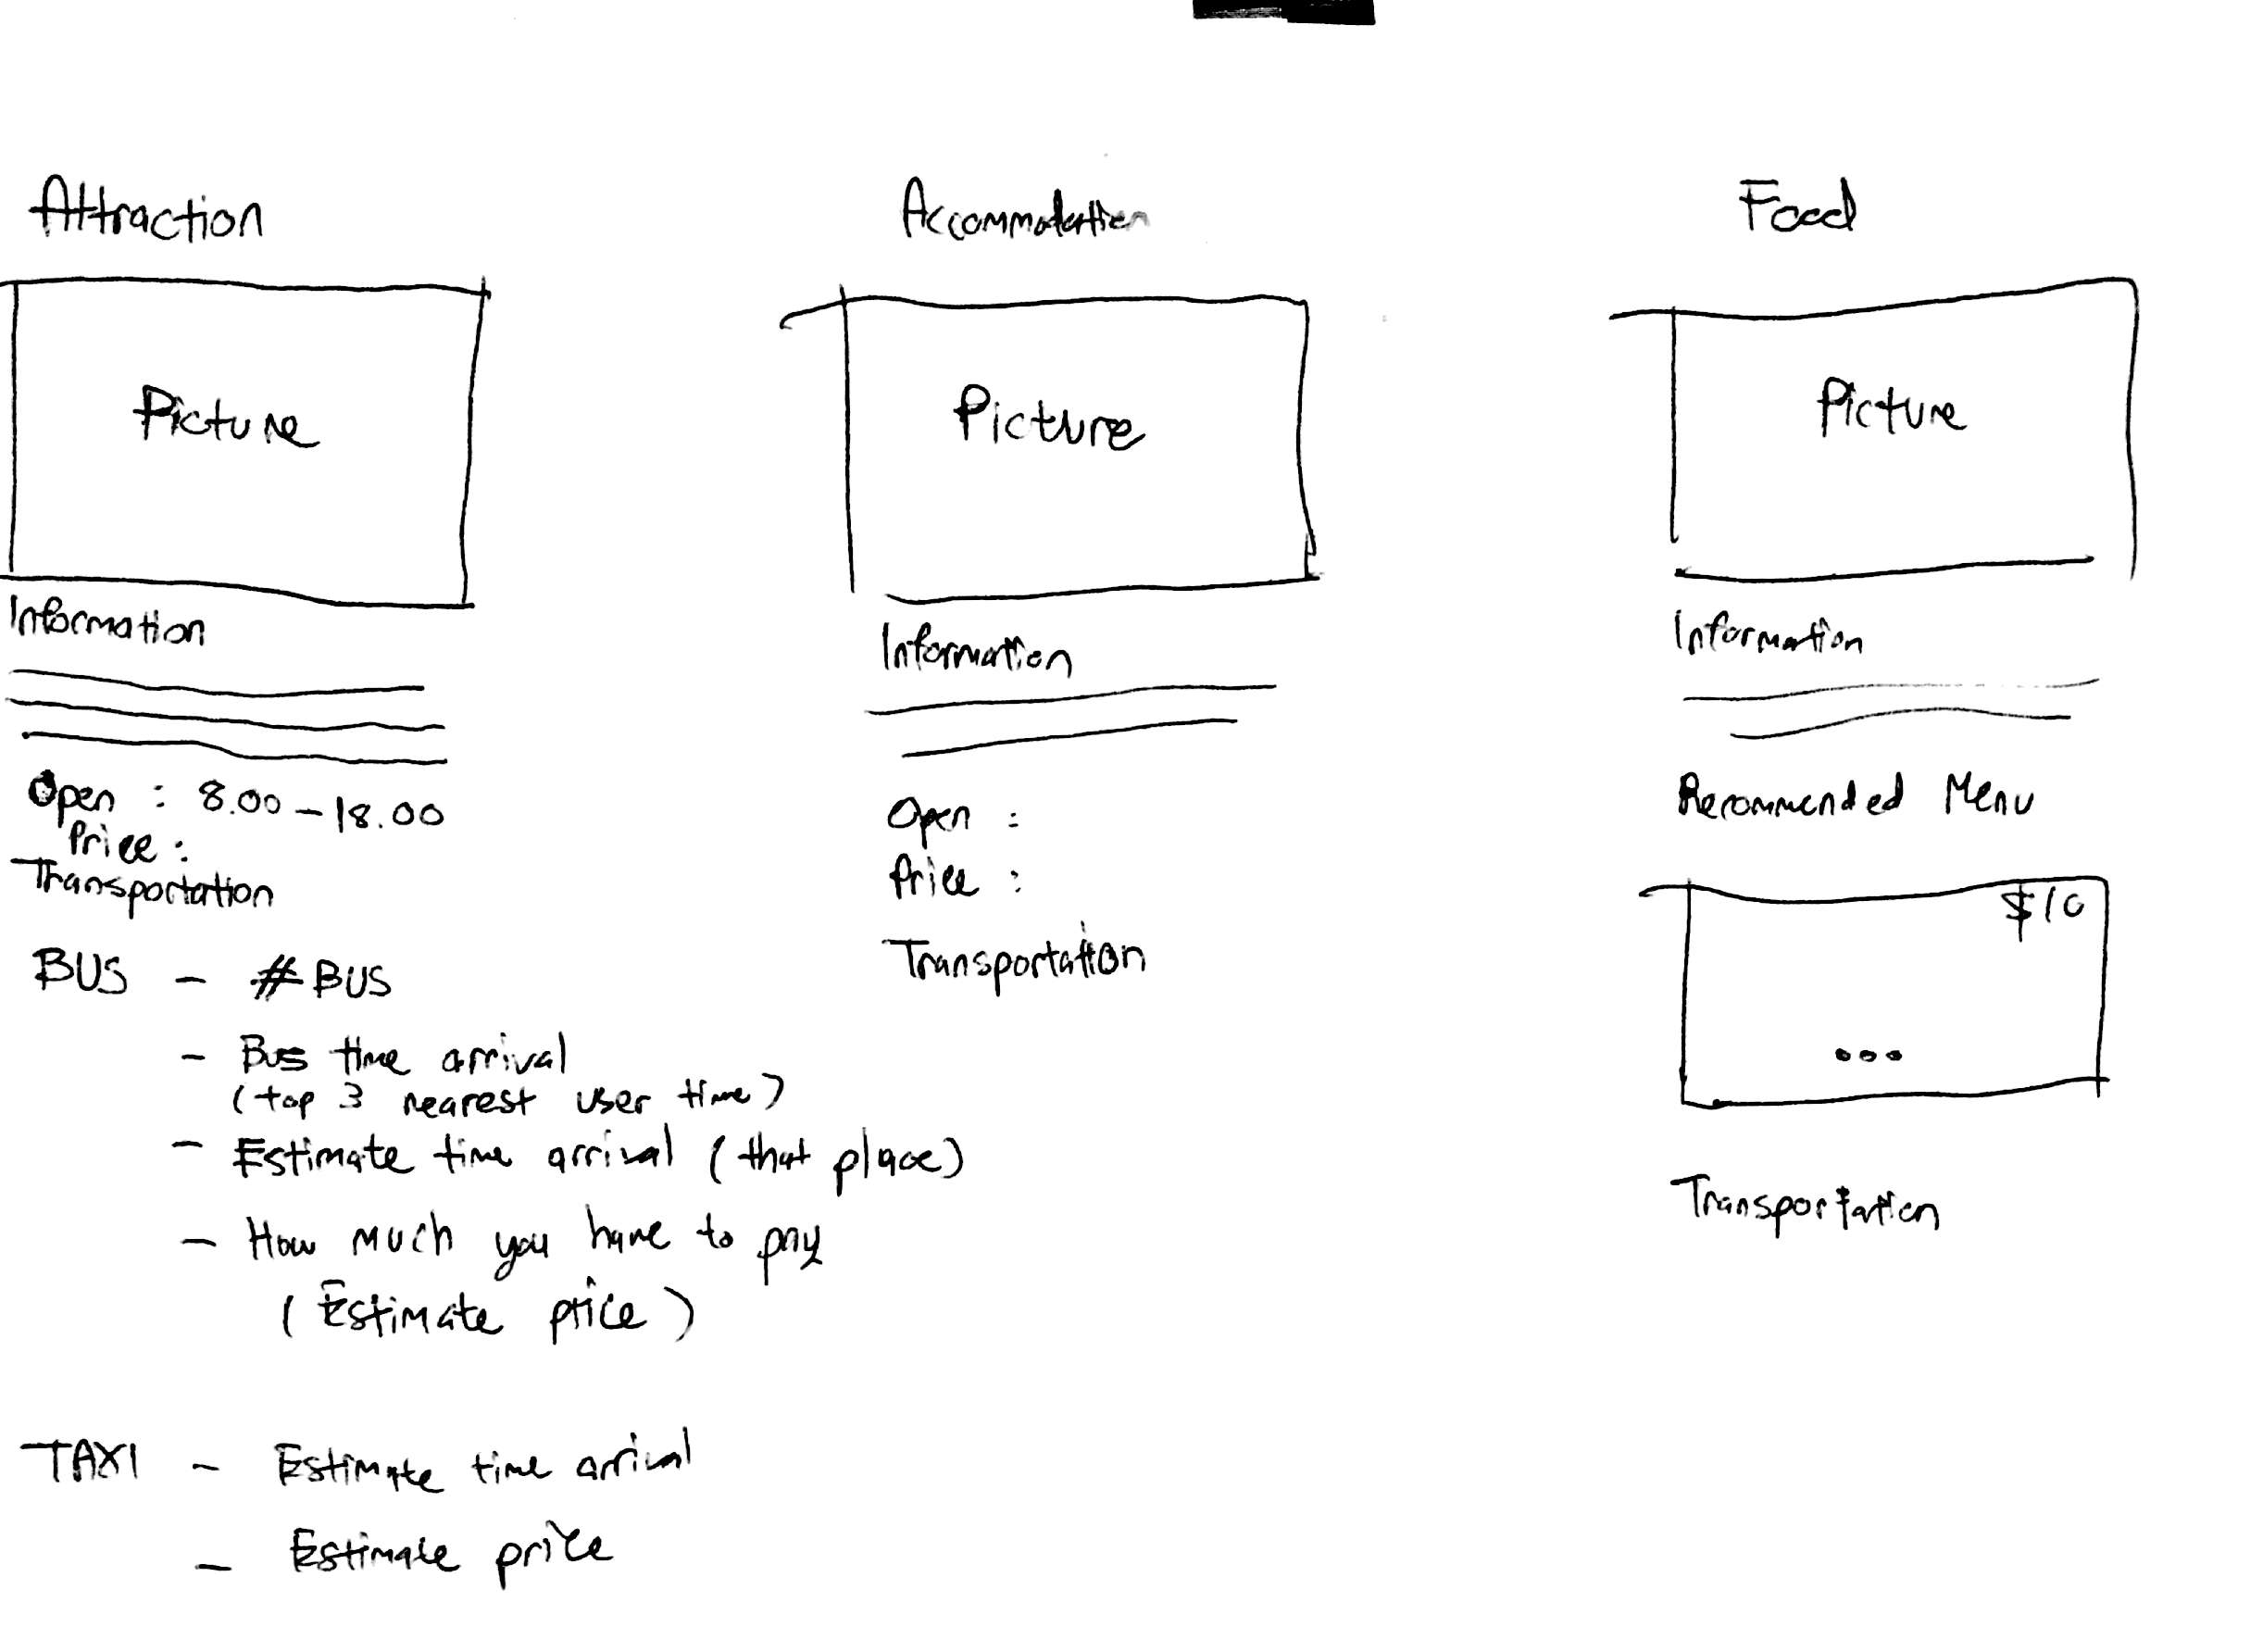 Attraction
Picture
Information
Open : 8.00 - 18.00
Price :
Transportation
BUS - # BUS
- Bus time arrival
(top 3 nearest user time)
- Estimate time arrival (that place)
- How much you have to pay
(Estimate price)
TAXI - Estimate time arrival
- Estimate price
Accommodation
Picture
Information
Open :
Price :
Transportation
Food
Picture
Information
Recommended Menu
$10
...
Transportation